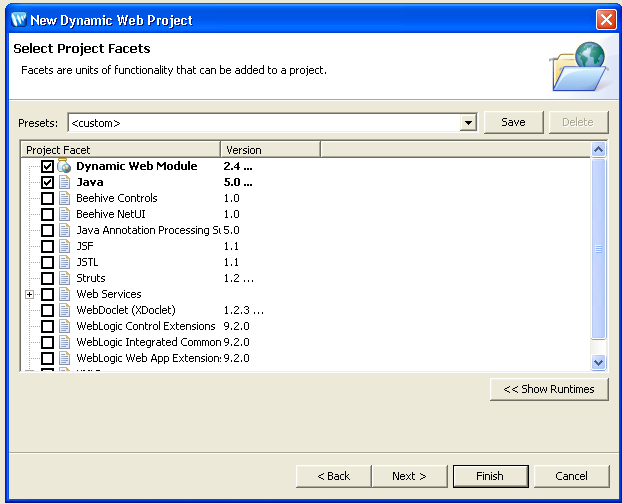 New Dynamic Web Project
Select Project Facets
Facets are units of functionality that can be added to a project.
Presets: <custom> Save Delete
Project Facet Version
Dynamic Web Module 2.4 ...
Java 5.0 ...
Beehive Controls 1.0
Beehive NetUI 1.0
Java Annotation Processing Su 5.0
JSF 1.1
JSTL 1.1
Struts 1.2 ...
Web Services
WebDoclet (XDoclet) 1.2.3 ...
WebLogic Control Extensions 9.2.0
WebLogic Integrated Common 9.2.0
WebLogic Web App Extension 9.2.0
<< Show Runtimes
< Back Next > Finish Cancel